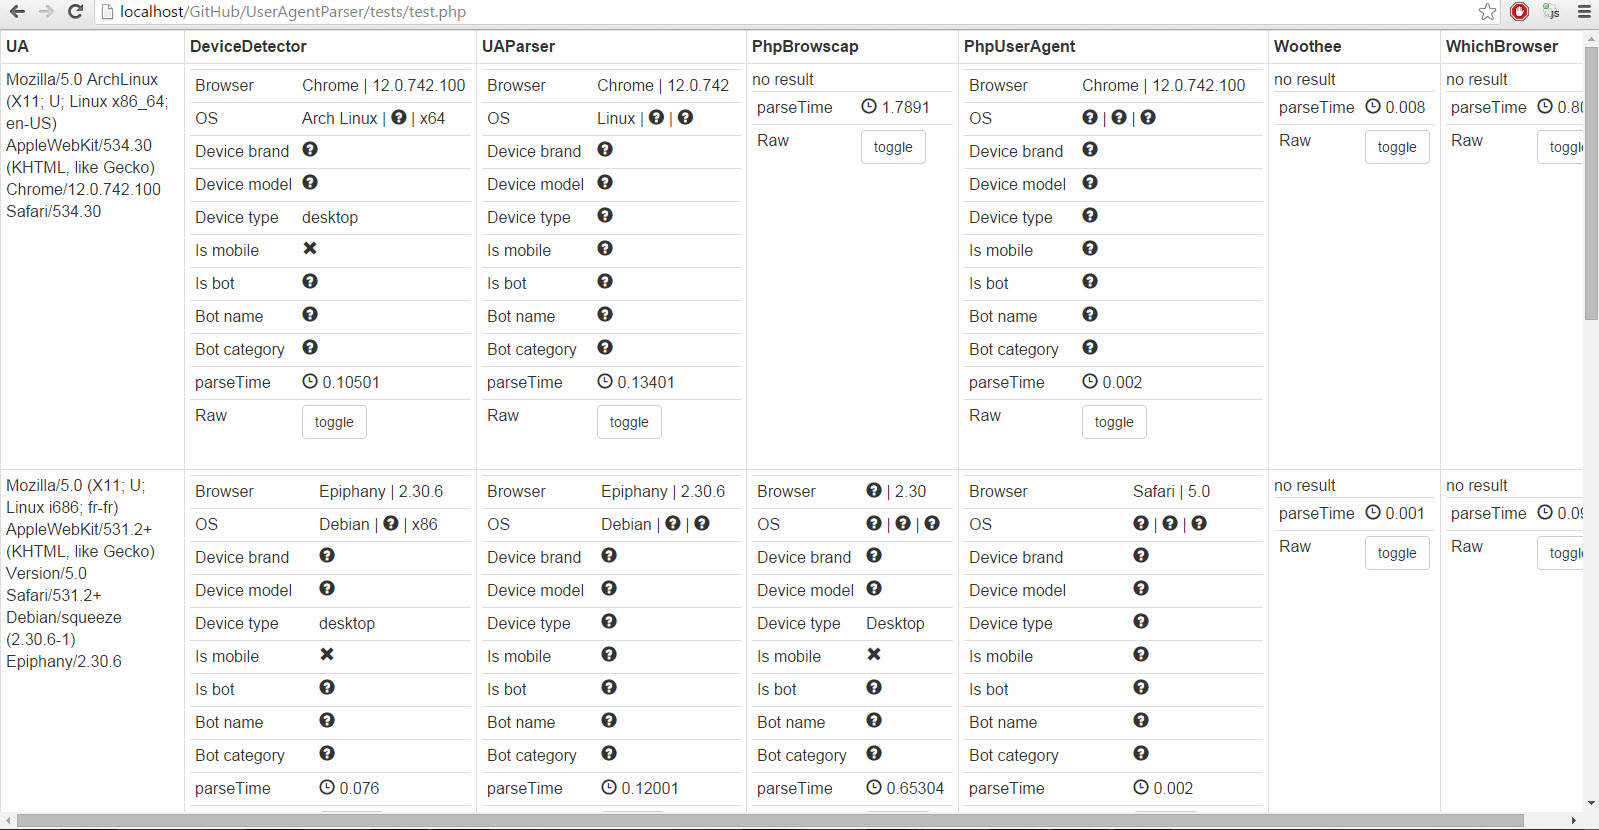 localhost/GitHub/UserAgentParser/tests/test.php
js
UA DeviceDetector UAParser PhpBrowscap PhpUserAgent Woothee WhichBrowser
Mozilla/5.0 ArchLinux
(X11; U; Linux x86_64;
en-US)
AppleWebKit/534.30
(KHTML, like Gecko)
Chrome/12.0.742.100
Safari/534.30
Browser Chrome | 12.0.742.100
OS Arch Linux | ? | x64
Device brand ?
Device model ?
Device type desktop
Is mobile
Is bot ?
Bot name ?
Bot category ?
parseTime 0.10501
Raw toggle
Browser Chrome | 12.0.742
OS Linux | ? | ?
Device brand ?
Device model ?
Device type ?
Is mobile ?
Is bot ?
Bot name ?
Bot category ?
parseTime 0.13401
Raw toggle
no result
parseTime 1.7891
Raw toggle
Browser Chrome | 12.0.742.100
OS ? | ? | ?
Device brand ?
Device model ?
Device type ?
Is mobile ?
Is bot ?
Bot name ?
Bot category ?
parseTime 0.002
Raw toggle
no result
parseTime 0.008
Raw toggle
no result
parseTime 0.80
Raw toggl
Mozilla/5.0 (X11; U;
Linux i686; fr-fr)
AppleWebKit/531.2+
(KHTML, like Gecko)
Version/5.0
Safari/531.2+
Debian/squeeze
(2.30.6-1)
Epiphany/2.30.6
Browser Epiphany | 2.30.6
OS Debian | ? | x86
Device brand ?
Device model ?
Device type desktop
Is mobile
Is bot ?
Bot name ?
Bot category ?
parseTime 0.076
Browser Epiphany | 2.30.6
OS Debian | ? | ?
Device brand ?
Device model ?
Device type ?
Is mobile ?
Is bot ?
Bot name ?
Bot category ?
parseTime 0.12001
Browser ? | 2.30
OS ? | ? | ?
Device brand ?
Device model ?
Device type Desktop
Is mobile
Is bot ?
Bot name ?
Bot category ?
parseTime 0.65304
Browser Safari | 5.0
OS ? | ? | ?
Device brand ?
Device model ?
Device type ?
Is mobile ?
Is bot ?
Bot name ?
Bot category ?
parseTime 0.002
no result
parseTime 0.001
Raw toggle
no result
parseTime 0.09
Raw toggl